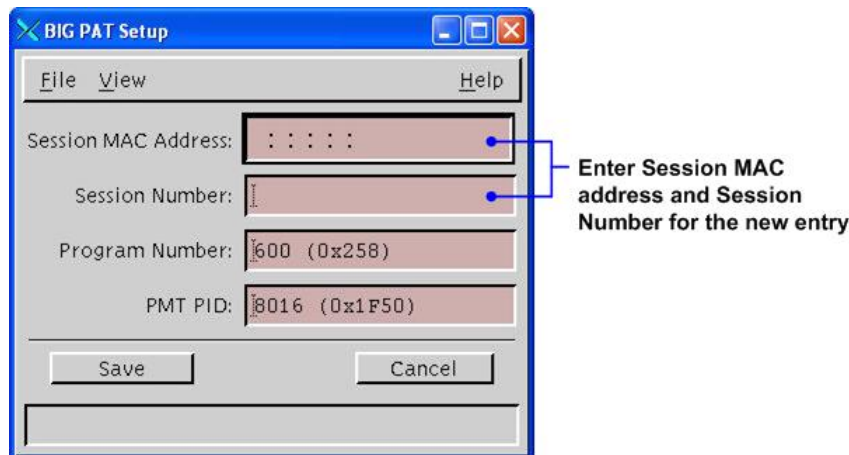 BIG PAT Setup
File View Help
Session MAC Address: : : : : :
Session Number:
Program Number: 600 (0x258)
PMT PID: 8016 (0x1F50)
Save Cancel
Enter Session MAC
address and Session
Number for the new entry